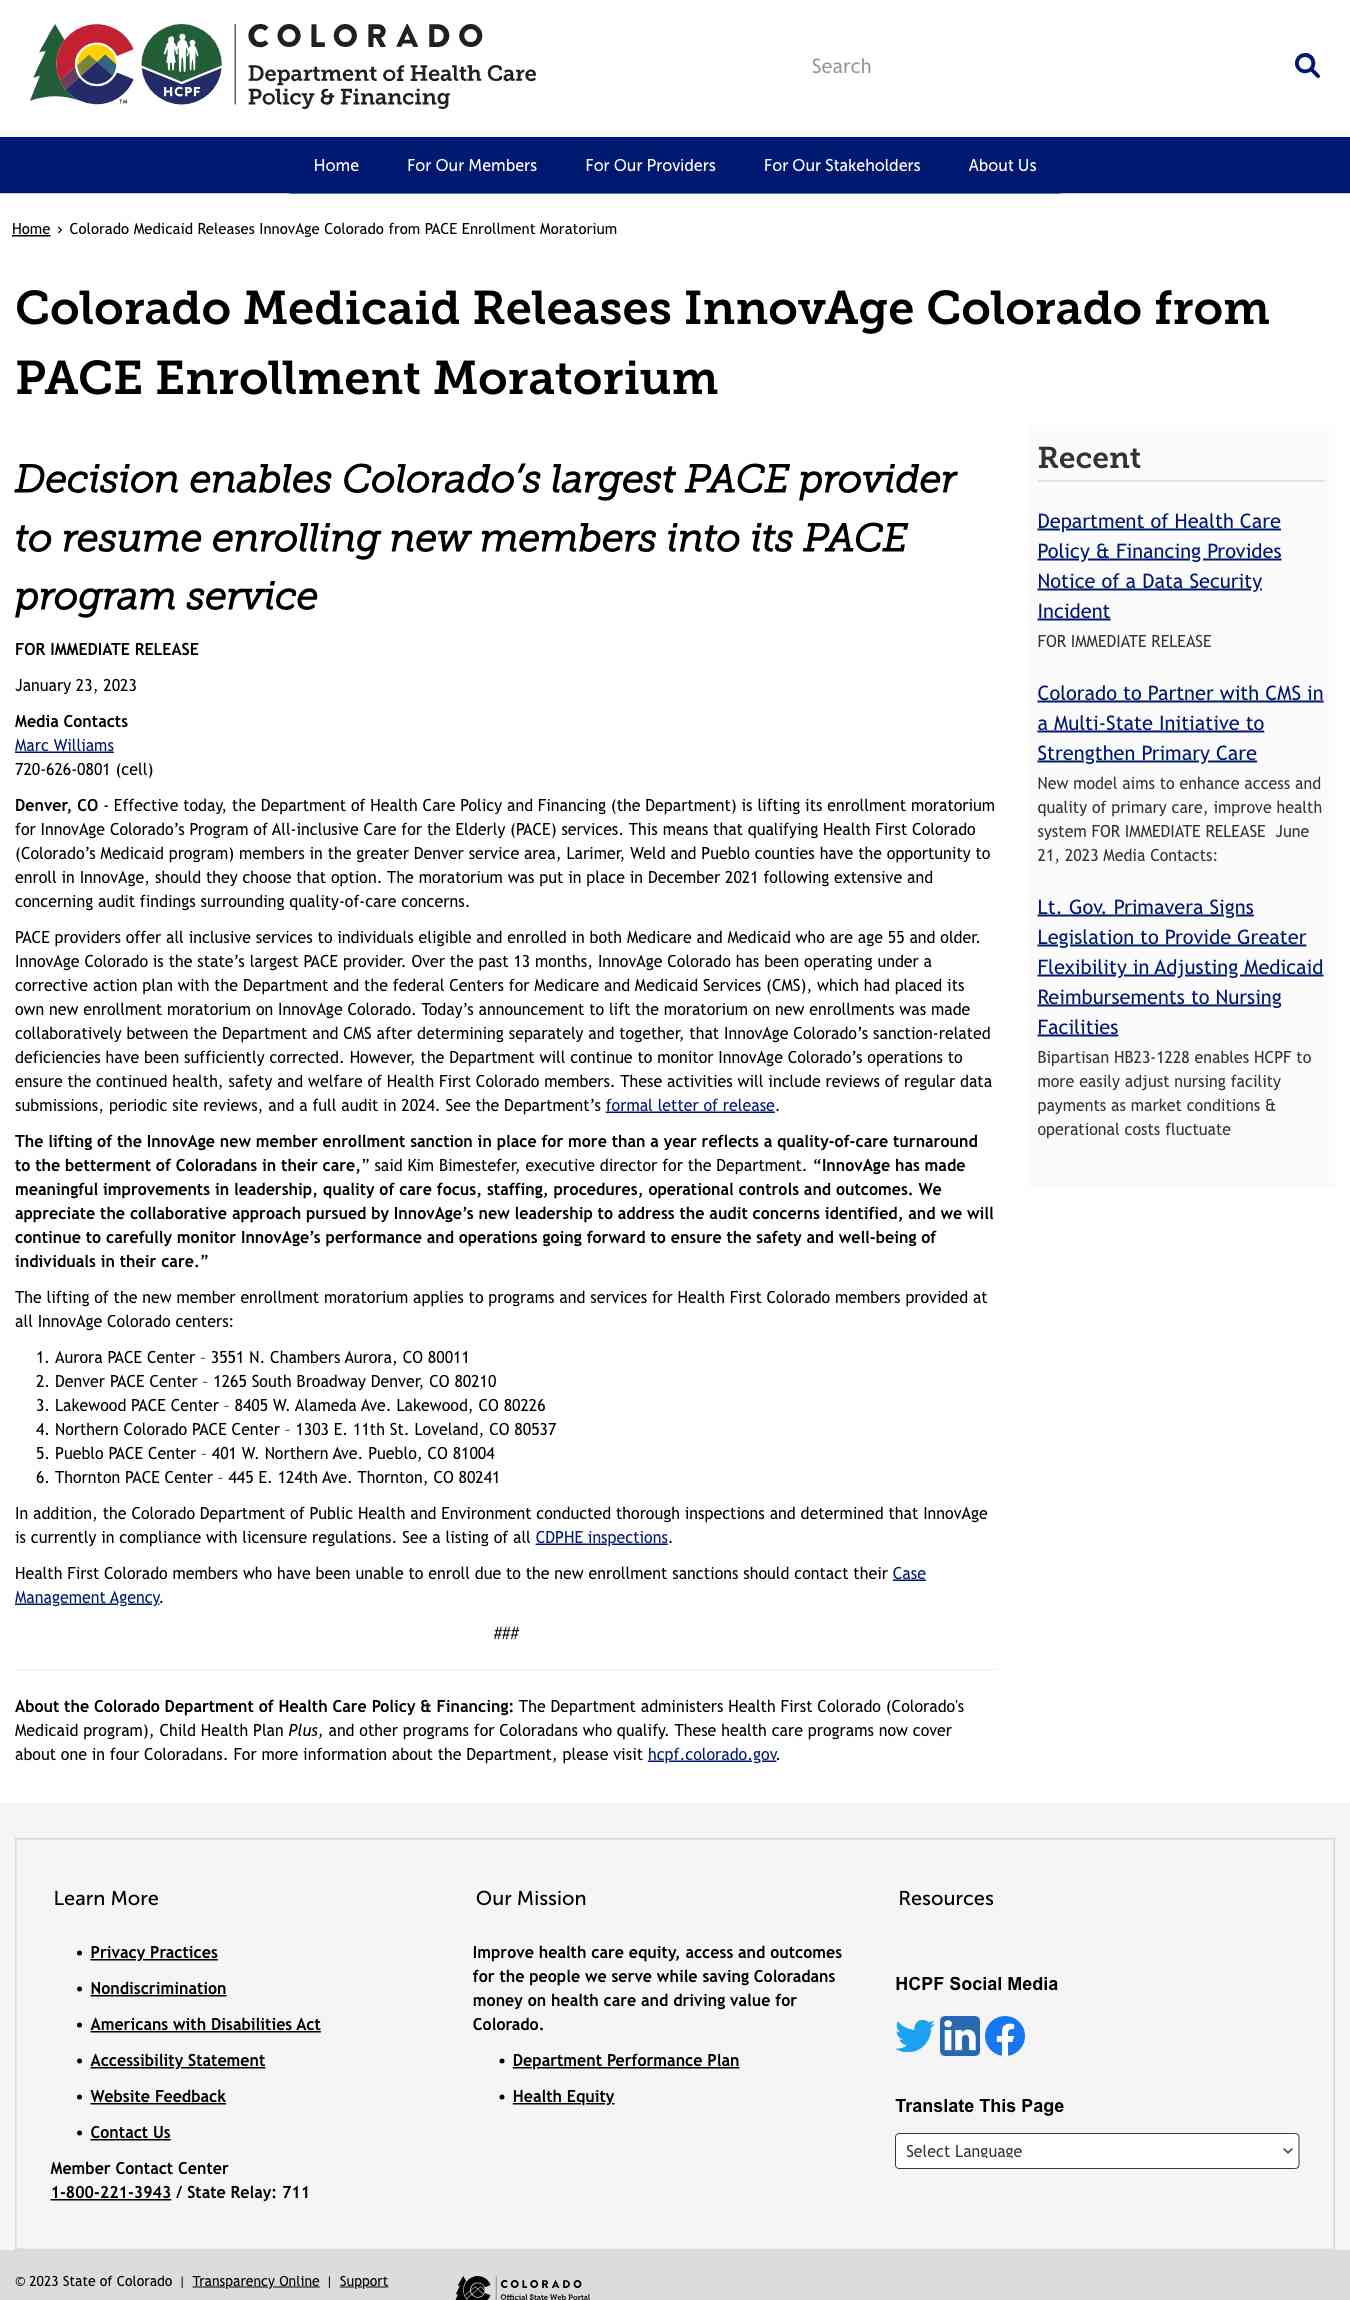 COLORADO
Department of Health Care
Policy & Financing
HCPF
TM
Search
Home
For Our Members
For Our Providers
For Our Stakeholders
About Us
Home › Colorado Medicaid Releases InnovAge Colorado from PACE Enrollment Moratorium
Colorado Medicaid Releases InnovAge Colorado from
PACE Enrollment Moratorium
Decision enables Colorado’s largest PACE provider
to resume enrolling new members into its PACE
program service
FOR IMMEDIATE RELEASE
January 23, 2023
Media Contacts
Marc Williams
720-626-0801 (cell)
Denver, CO - Effective today, the Department of Health Care Policy and Financing (the Department) is lifting its enrollment moratorium
for InnovAge Colorado’s Program of All-inclusive Care for the Elderly (PACE) services. This means that qualifying Health First Colorado
(Colorado’s Medicaid program) members in the greater Denver service area, Larimer, Weld and Pueblo counties have the opportunity to
enroll in InnovAge, should they choose that option. The moratorium was put in place in December 2021 following extensive and
concerning audit findings surrounding quality-of-care concerns.
PACE providers offer all inclusive services to individuals eligible and enrolled in both Medicare and Medicaid who are age 55 and older.
InnovAge Colorado is the state’s largest PACE provider. Over the past 13 months, InnovAge Colorado has been operating under a
corrective action plan with the Department and the federal Centers for Medicare and Medicaid Services (CMS), which had placed its
own new enrollment moratorium on InnovAge Colorado. Today’s announcement to lift the moratorium on new enrollments was made
collaboratively between the Department and CMS after determining separately and together, that InnovAge Colorado’s sanction-related
deficiencies have been sufficiently corrected. However, the Department will continue to monitor InnovAge Colorado’s operations to
ensure the continued health, safety and welfare of Health First Colorado members. These activities will include reviews of regular data
submissions, periodic site reviews, and a full audit in 2024. See the Department’s formal letter of release.
The lifting of the InnovAge new member enrollment sanction in place for more than a year reflects a quality-of-care turnaround
to the betterment of Coloradans in their care,” said Kim Bimestefer, executive director for the Department. “InnovAge has made
meaningful improvements in leadership, quality of care focus, staffing, procedures, operational controls and outcomes. We
appreciate the collaborative approach pursued by InnovAge’s new leadership to address the audit concerns identified, and we will
continue to carefully monitor InnovAge’s performance and operations going forward to ensure the safety and well-being of
individuals in their care.”
The lifting of the new member enrollment moratorium applies to programs and services for Health First Colorado members provided at
all InnovAge Colorado centers:
1. Aurora PACE Center – 3551 N. Chambers Aurora, CO 80011
2. Denver PACE Center – 1265 South Broadway Denver, CO 80210
3. Lakewood PACE Center – 8405 W. Alameda Ave. Lakewood, CO 80226
4. Northern Colorado PACE Center – 1303 E. 11th St. Loveland, CO 80537
5. Pueblo PACE Center – 401 W. Northern Ave. Pueblo, CO 81004
6. Thornton PACE Center – 445 E. 124th Ave. Thornton, CO 80241
In addition, the Colorado Department of Public Health and Environment conducted thorough inspections and determined that InnovAge
is currently in compliance with licensure regulations. See a listing of all CDPHE inspections.
Health First Colorado members who have been unable to enroll due to the new enrollment sanctions should contact their Case
Management Agency.
###
About the Colorado Department of Health Care Policy & Financing: The Department administers Health First Colorado (Colorado's
Medicaid program), Child Health Plan Plus, and other programs for Coloradans who qualify. These health care programs now cover
about one in four Coloradans. For more information about the Department, please visit hcpf.colorado.gov.
Recent
Department of Health Care
Policy & Financing Provides
Notice of a Data Security
Incident
FOR IMMEDIATE RELEASE
Colorado to Partner with CMS in
a Multi-State Initiative to
Strengthen Primary Care
New model aims to enhance access and
quality of primary care, improve health
system FOR IMMEDIATE RELEASE June
21, 2023 Media Contacts:
Lt. Gov. Primavera Signs
Legislation to Provide Greater
Flexibility in Adjusting Medicaid
Reimbursements to Nursing
Facilities
Bipartisan HB23-1228 enables HCPF to
more easily adjust nursing facility
payments as market conditions &
operational costs fluctuate
Learn More
• Privacy Practices
• Nondiscrimination
• Americans with Disabilities Act
• Accessibility Statement
• Website Feedback
• Contact Us
Member Contact Center
1-800-221-3943 / State Relay: 711
Our Mission
Improve health care equity, access and outcomes
for the people we serve while saving Coloradans
money on health care and driving value for
Colorado.
• Department Performance Plan
• Health Equity
Resources
HCPF Social Media
in
Translate This Page
Select Language
© 2023 State of Colorado | Transparency Online | Support
COLORADO
Official State Web Portal